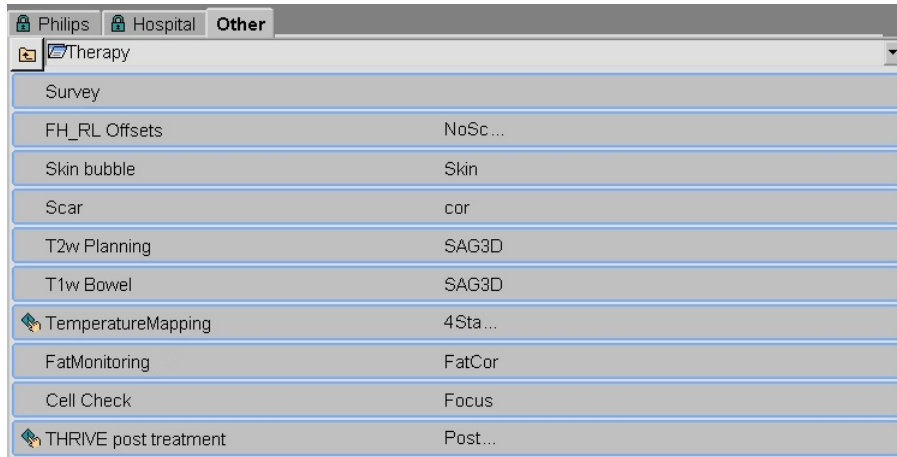 Philips Hospital Other
Therapy
Survey
FH_RL Offsets NoSc...
Skin bubble Skin
Scar cor
T2w Planning SAG3D
T1w Bowel SAG3D
TemperatureMapping 4Sta...
FatMonitoring FatCor
Cell Check Focus
THRIVE post treatment Post...